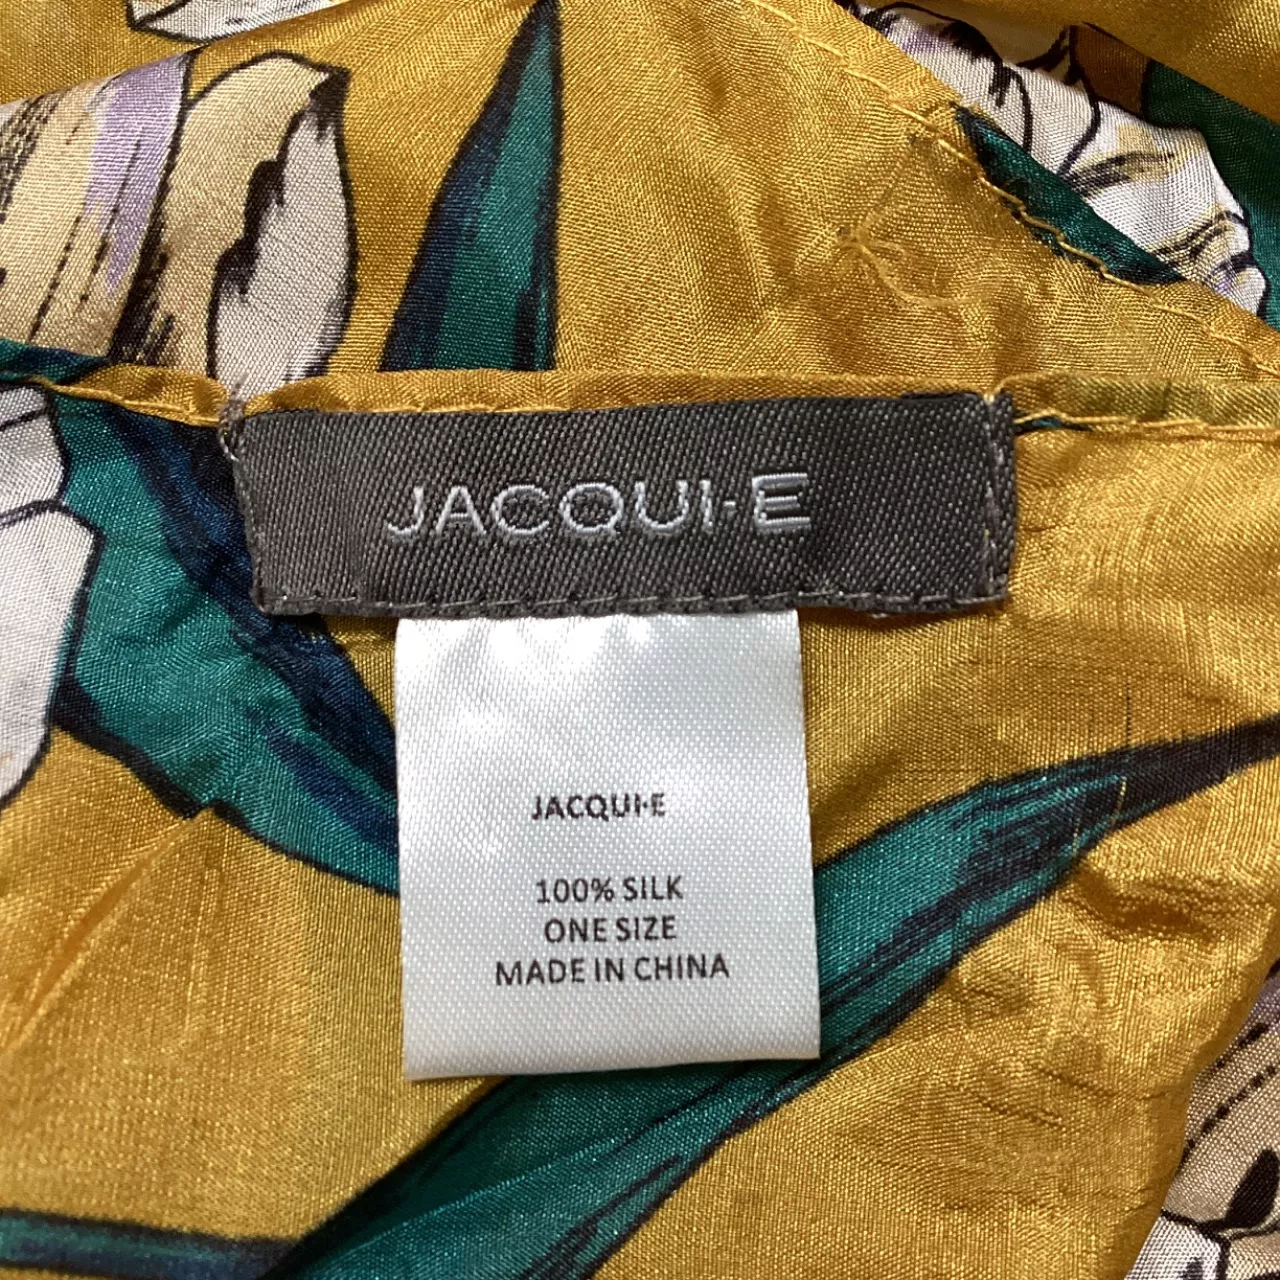 JACQUI·E
JACQUI·E
100% SILK
ONE SIZE
MADE IN CHINA